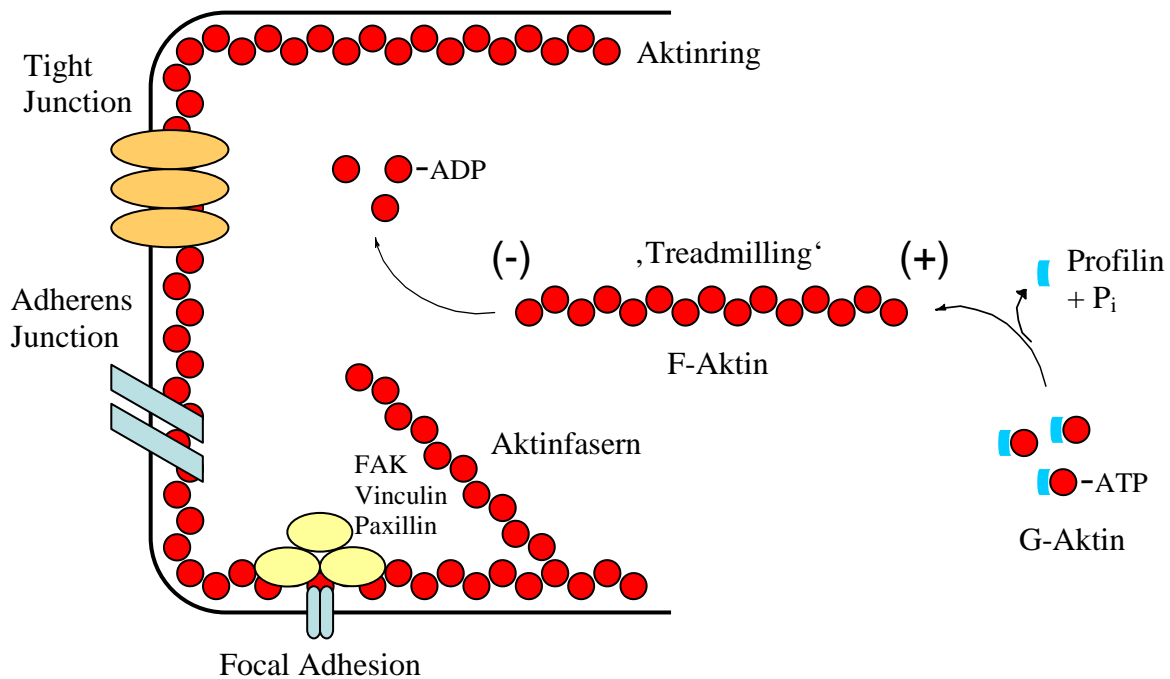 Tight
Junction
Aktinring
-ADP
(-)
‚Treadmilling‘
(+)
Profilin
+ Pi
Adherens
Junction
F-Aktin
Aktinfasern
FAK
Vinculin
Paxillin
-ATP
G-Aktin
Focal Adhesion